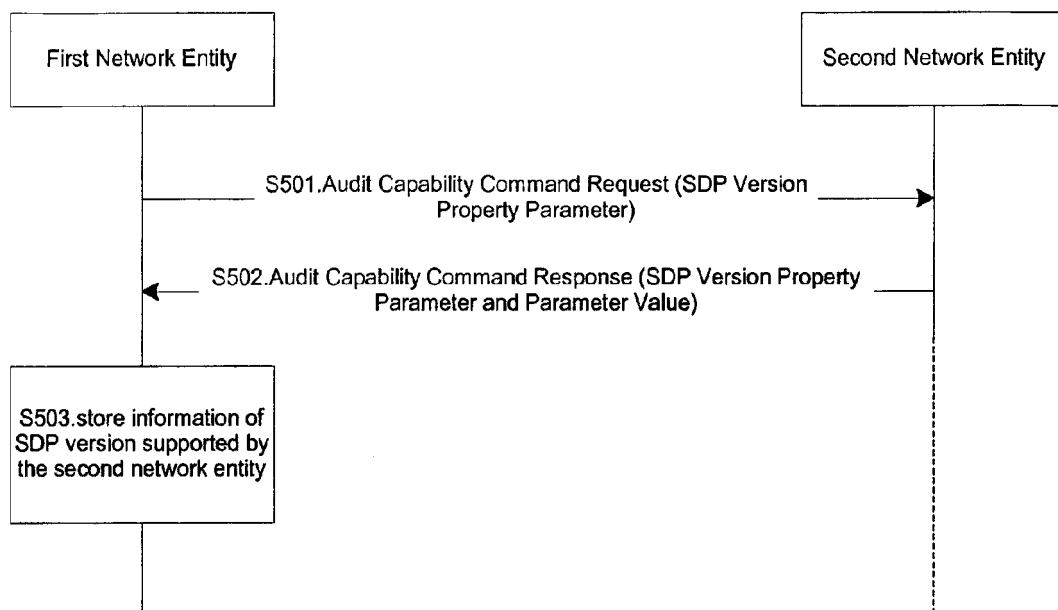 First Network Entity
Second Network Entity
S501.Audit Capability Command Request (SDP Version
Property Parameter)
S502.Audit Capability Command Response (SDP Version Property
Parameter and Parameter Value)
S503.store information of
SDP version supported by
the second network entity